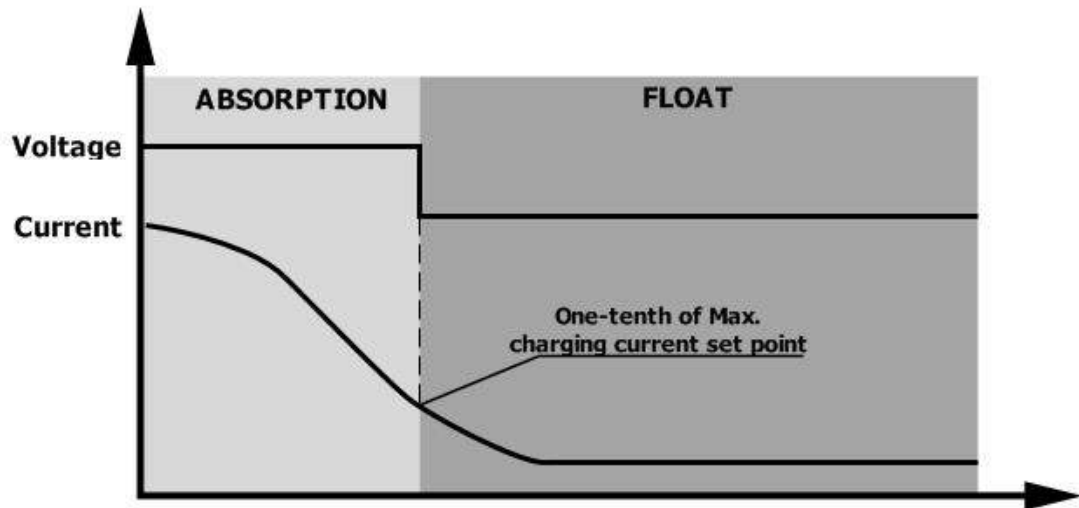 ABSORPTION
FLOAT
Voltage
Current
One-tenth of Max.
charging current set point